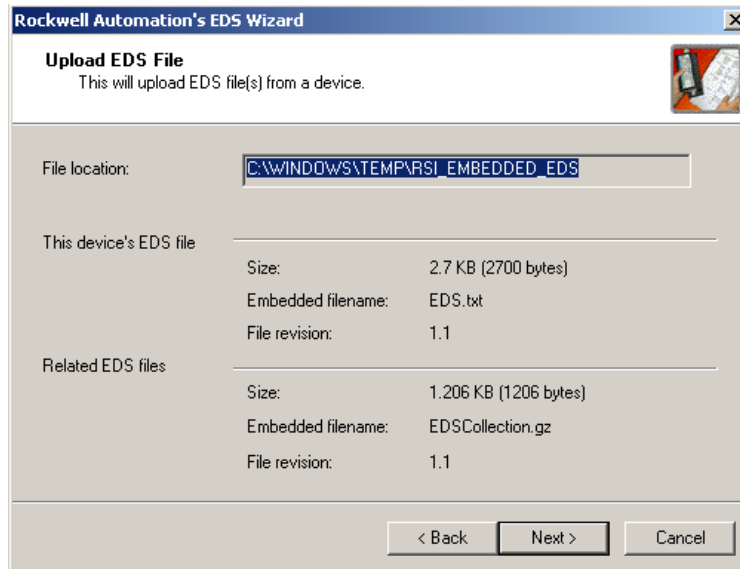 Rockwell Automation's EDS Wizard
Upload EDS File
This will upload EDS file(s) from a device.
File location: C:\WINDOWS\TEMP\RSI_EMBEDDED_EDS
This device's EDS file
Size: 2.7 KB (2700 bytes)
Embedded filename: EDS.txt
File revision: 1.1
Related EDS files
Size: 1.206 KB (1206 bytes)
Embedded filename: EDSCollection.gz
File revision: 1.1
< Back Next > Cancel